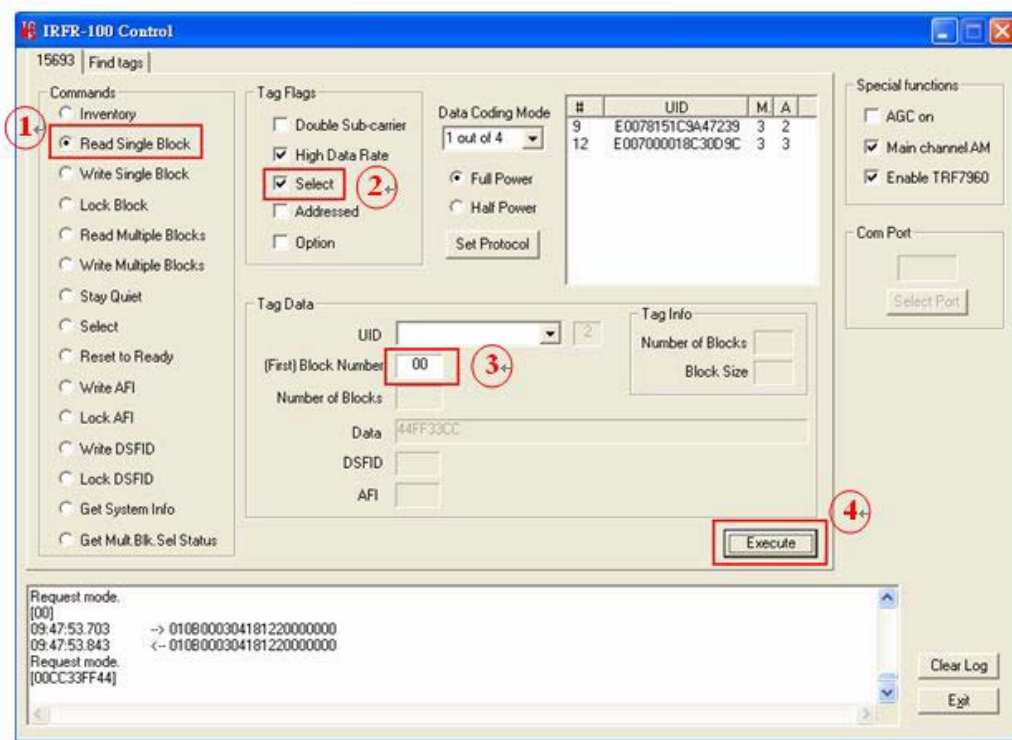 IRFR-100 Control
15693
Find tags
Commands
Inventory
Read Single Block
Write Single Block
Lock Block
Read Multiple Blocks
Write Multiple Blocks
Stay Quiet
Select
Reset to Ready
Write AFI
Lock AFI
Write DSFID
Lock DSFID
Get System Info
Get Mult.Blk.Sel Status
1
Tag Flags
Double Sub-carrier
High Data Rate
Select
2
Addressed
Option
Data Coding Mode
1 out of 4
Full Power
Half Power
Set Protocol
# UID M. A
9 E0078151C9A47239 3 2
12 E007000018C30D9C 3 3
Special functions
AGC on
Main channel AM
Enable TRF7960
Com Port
Select Port
Tag Data
UID 2
(First) Block Number 00
3
Number of Blocks
Data 44FF33CC
DSFID
AFI
Tag Info
Number of Blocks
Block Size
4
Execute
Request mode.
[00]
09:47:53.703 --> 010B000304181220000000
09:47:53.843 <-- 010B000304181220000000
Request mode.
[00CC33FF44]
Clear Log
Exit